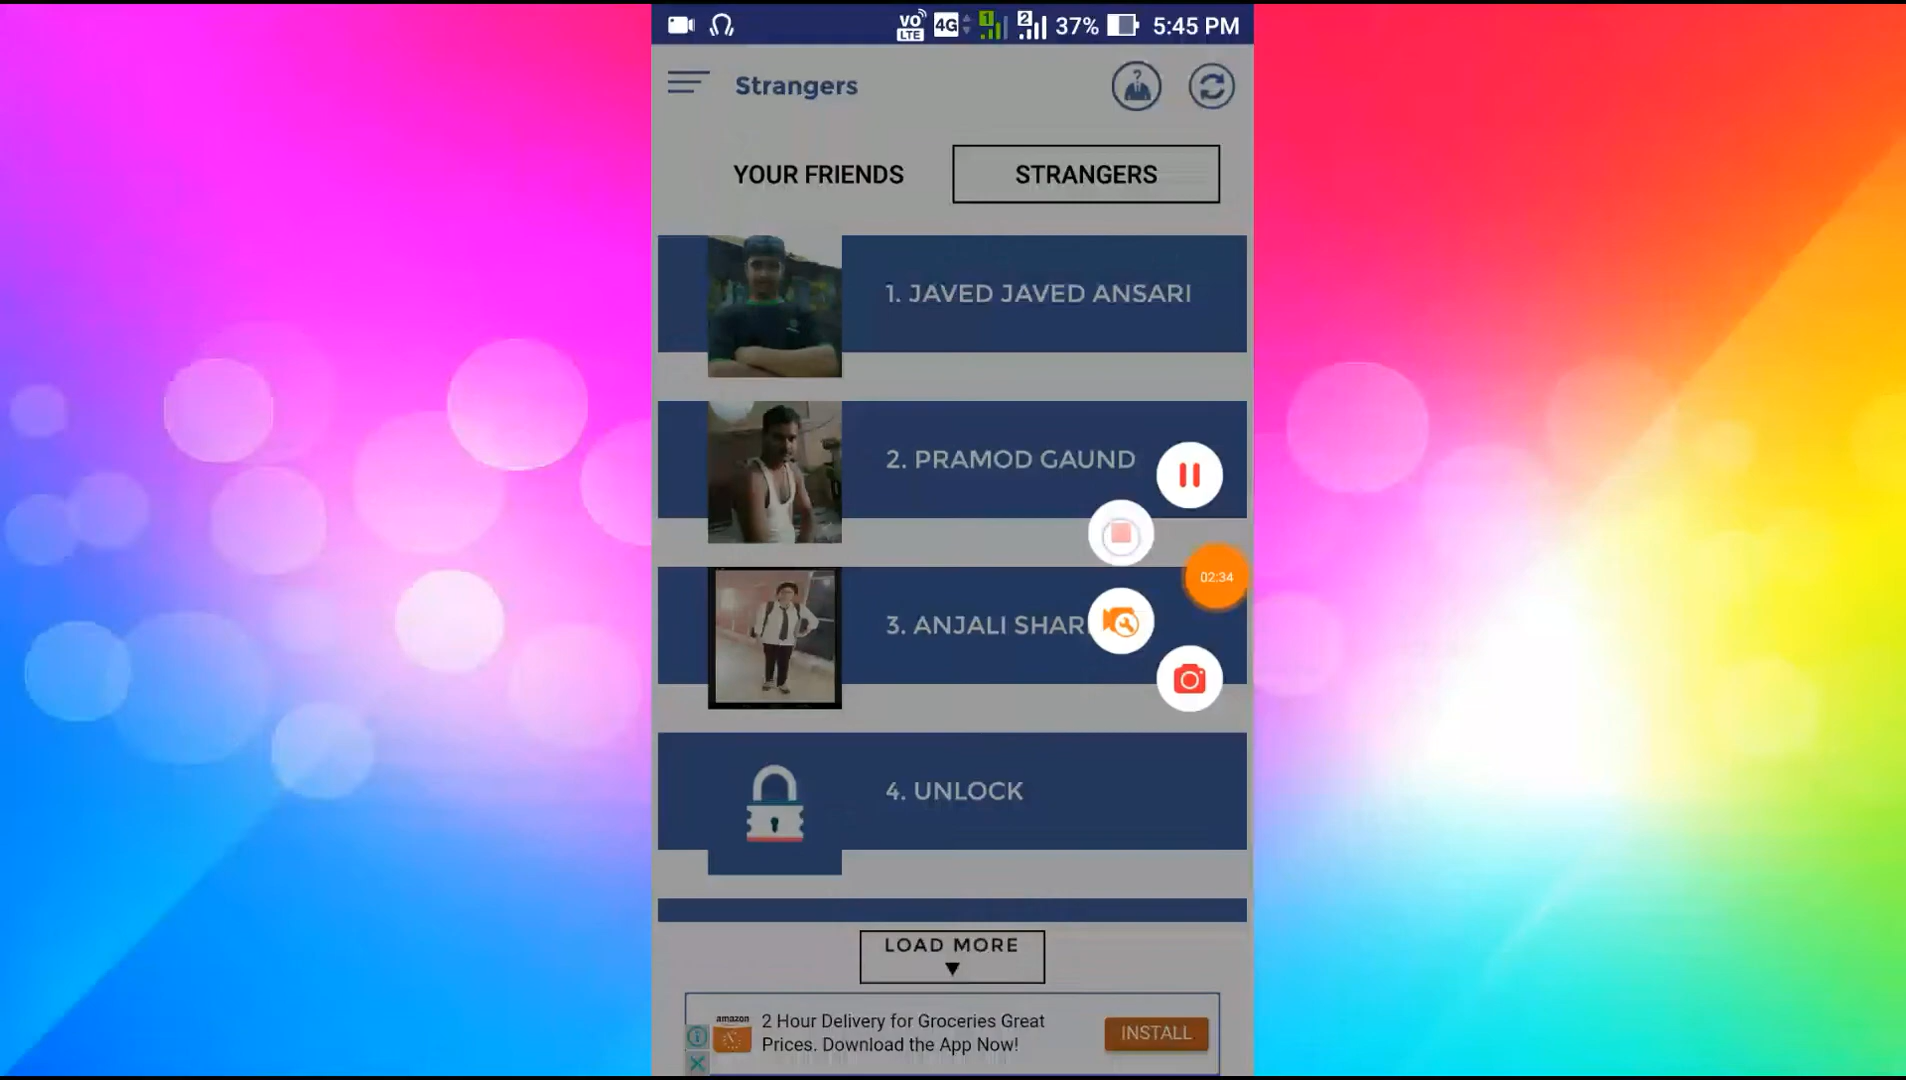 VO LTE 4G 1 2 37% 5:45 PM
Strangers
?
YOUR FRIENDS STRANGERS
1. JAVED JAVED ANSARI
2. PRAMOD GAUND
02:34
3. ANJALI SHAR
4. UNLOCK
LOAD MORE
amazon
2 Hour Delivery for Groceries Great
Prices. Download the App Now!
INSTALL